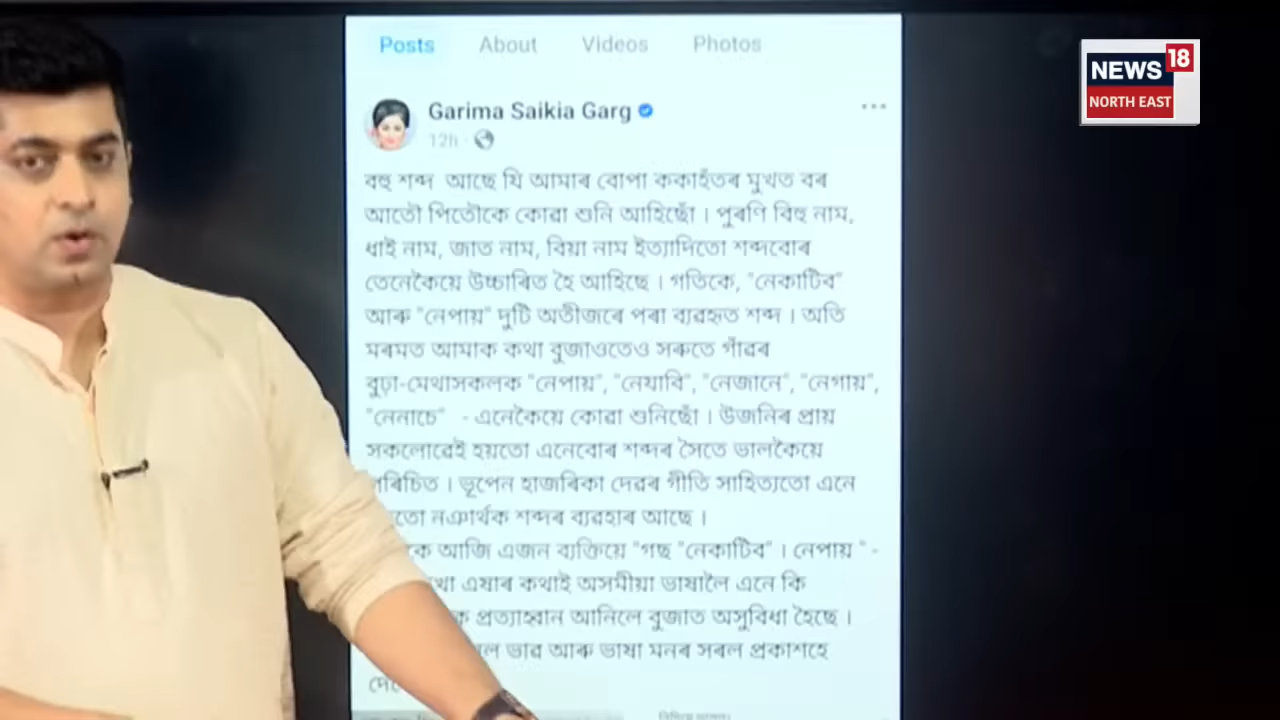 Posts About Videos Photos
NEWS 18
NORTH EAST
Garima Saikia Garg
12h
বহু শব্দ আছে যি আমাৰ বোপা ককাহঁতৰ মুখত বৰ
আতৌ পিতৌকে কোৱা শুনি আহিছোঁ । পুৰণি বিহু নাম,
ধাই নাম, জাত নাম, বিয়া নাম ইত্যাদিতো শব্দবোৰ
তেনেকৈয়ে উচ্চাৰিত হৈ আহিছে । গতিকে, "নেকাটিব"
আৰু "নেপায়" দুটি অতীজৰে পৰা ব্যৱহৃত শব্দ । অতি
মৰমত আমাক কথা বুজাওতেও সৰুতে গাঁৱৰ
বুঢ়া-মেথাসকলক "নেপায়", "নেযাবি", "নেজানে", "নেগায়",
"নেনাচে" - এনেকৈয়ে কোৱা শুনিছোঁ । উজনিৰ প্ৰায়
সকলোৱেই হয়তো এনেবোৰ শব্দৰ সৈতে ভালকৈয়ে
পৰিচিত । ভূপেন হাজৰিকা দেৱৰ গীতি সাহিত্যতো এনে
নঞাৰ্থক শব্দৰ ব্যৱহাৰ আছে ।
আজি এজন ব্যক্তিয়ে "গছ "নেকাটিব" । নেপায় " -
এষাৰ কথাই অসমীয়া ভাষালৈ এনে কি
প্ৰত্যাহ্বান আনিলে বুজাত অসুবিধা হৈছে ।
ভাৱ আৰু ভাষা মনৰ সৰল প্ৰকাশহে